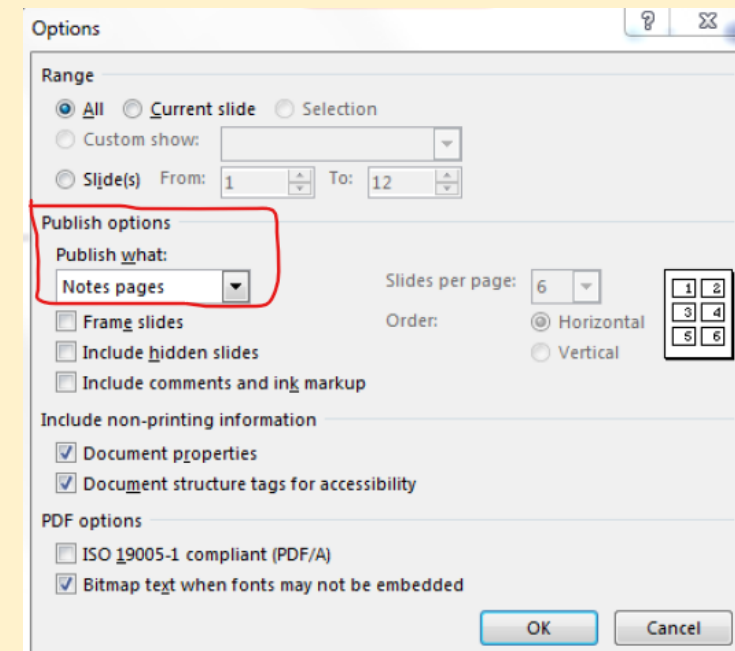 Options
Range
All Current slide Selection
Custom show:
Slide(s) From: 1 To: 12
Publish options
Publish what:
Notes pages Slides per page: 6
Frame slides Order: Horizontal
Include hidden slides Vertical
Include comments and ink markup
1 2
3 4
5 6
Include non-printing information
Document properties
Document structure tags for accessibility
PDF options
ISO 19005-1 compliant (PDF/A)
Bitmap text when fonts may not be embedded
OK Cancel